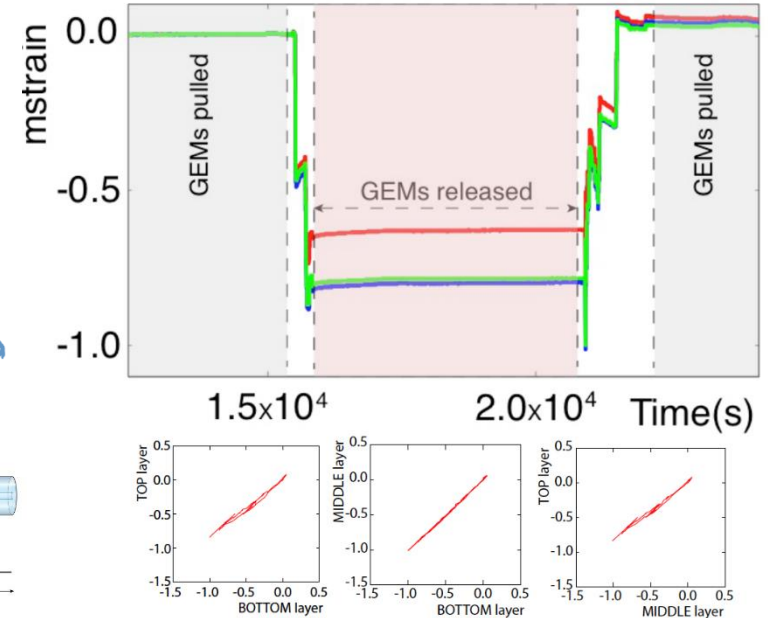 mstrain
0.0
-0.5
-1.0
GEMs pulled
GEMs released
GEMs pulled
1.5x10⁴
2.0x10⁴
Time(s)
TOP layer
0.5
0.0
-0.5
-1.0
-1.5
-1.5 -1.0 -0.5 0.0 0.5
BOTTOM layer
MIDDLE layer
0.5
0.0
-0.5
-1.0
-1.5
-1.5 -1.0 -0.5 0.0 0.5
BOTTOM layer
TOP layer
0.5
0.0
-0.5
-1.0
-1.5
-1.5 -1.0 -0.5 0.0 0.5
MIDDLE layer